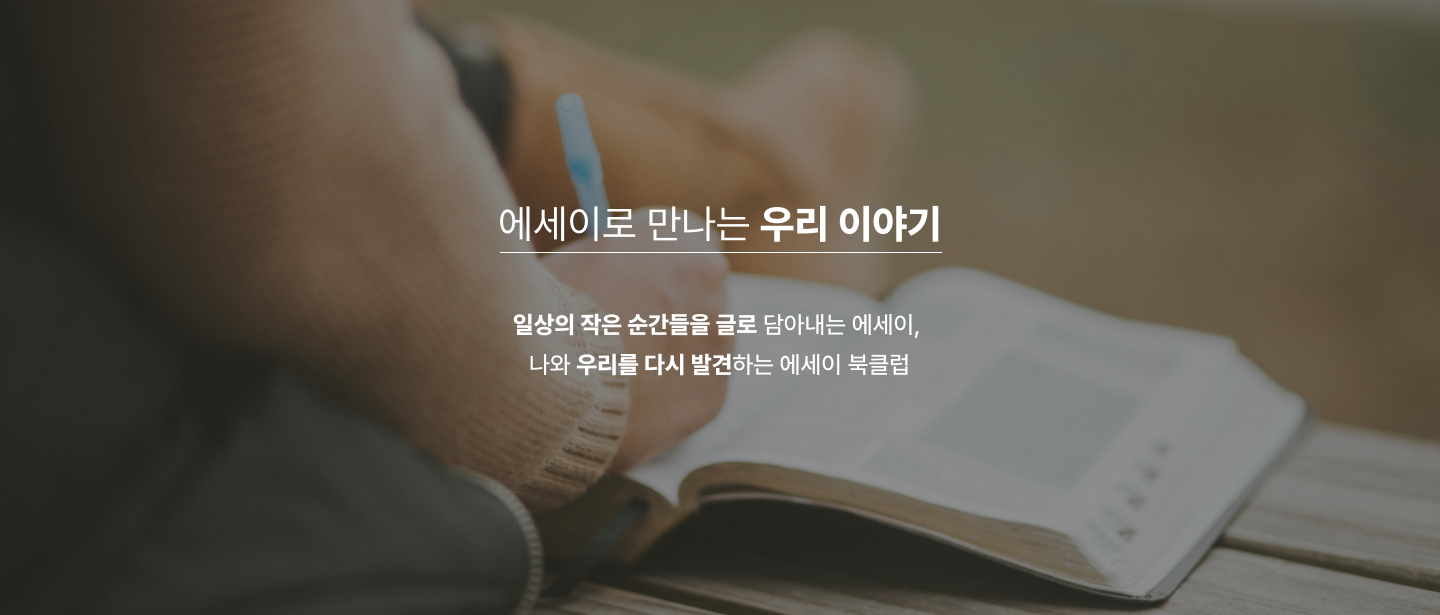 에세이로 만나는 우리 이야기
일상의 작은 순간들을 글로 담아내는 에세이,
나와 우리를 다시 발견하는 에세이 북클럽